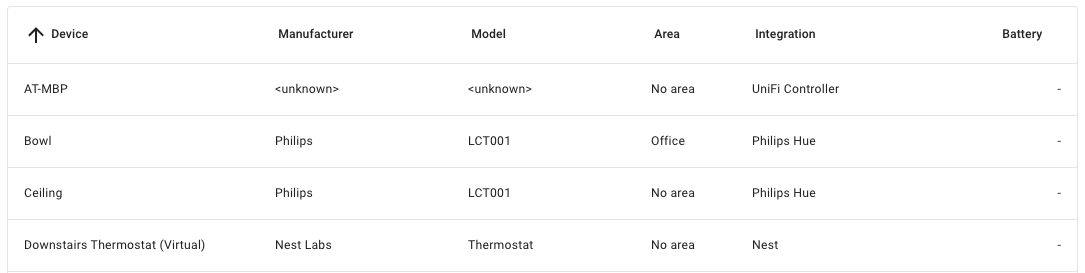 Device Manufacturer Model Area Integration Battery
AT-MBP <unknown> <unknown> No area UniFi Controller -
Bowl Philips LCT001 Office Philips Hue -
Ceiling Philips LCT001 No area Philips Hue -
Downstairs Thermostat (Virtual) Nest Labs Thermostat No area Nest -